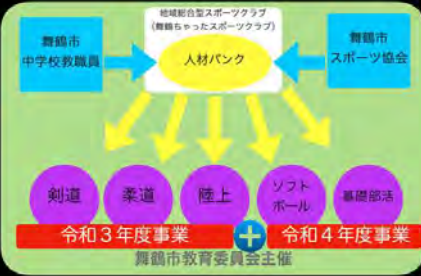 地域総合型スポーツクラブ
(舞鶴ちゃったスポーツクラブ)
人材バンク
舞鶴市
中学校教職員
舞鶴市
スポーツ協会
剣道
柔道
陸上
ソフト
ボール
基礎部活
令和3年度事業
令和4年度事業
舞鶴市教育委員会主催